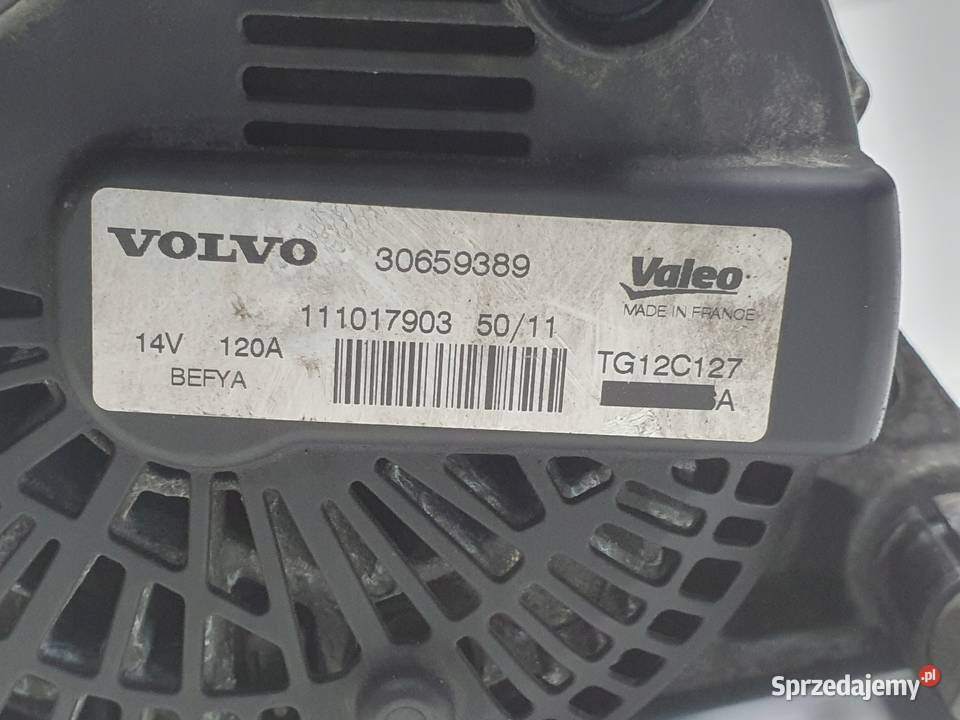 VOLVO 30659389 Valeo
MADE IN FRANCE
111017903 50/11
14V 120A TG12C127
BEFYA A
Sprzedajemy.pl